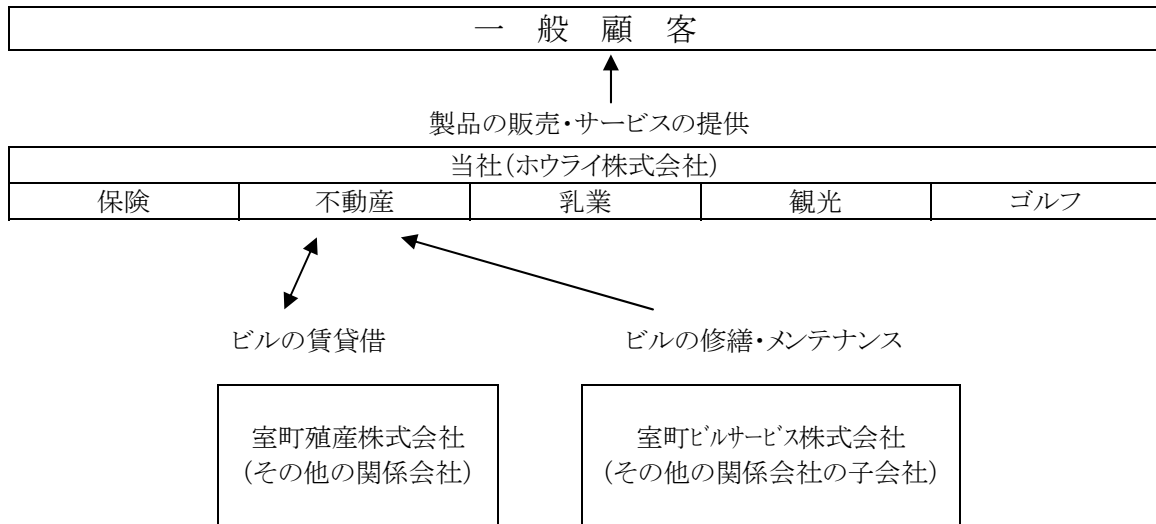 一般顧客
製品の販売・サービスの提供
当社(ホウライ株式会社)
保険 不動産 乳業 観光 ゴルフ
ビルの賃貸借 ビルの修繕・メンテナンス
室町殖産株式会社
(その他の関係会社)
室町ビルサービス株式会社
(その他の関係会社の子会社)